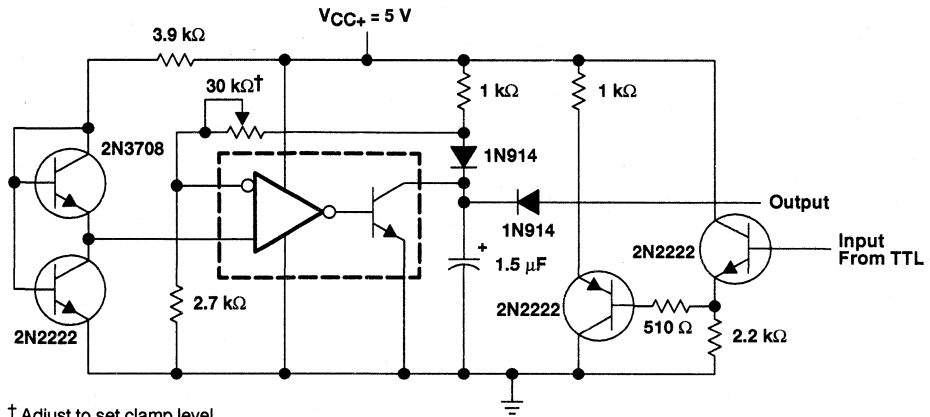 VCC+ = 5 V
3.9 kΩ
30 kΩ†
1 kΩ
1 kΩ
2N3708
1N914
Output
1N914
2N2222
Input
From TTL
+
1.5 µF
2N2222
2.7 kΩ
510 Ω
2.2 kΩ
2N2222
† Adjust to set clamp level